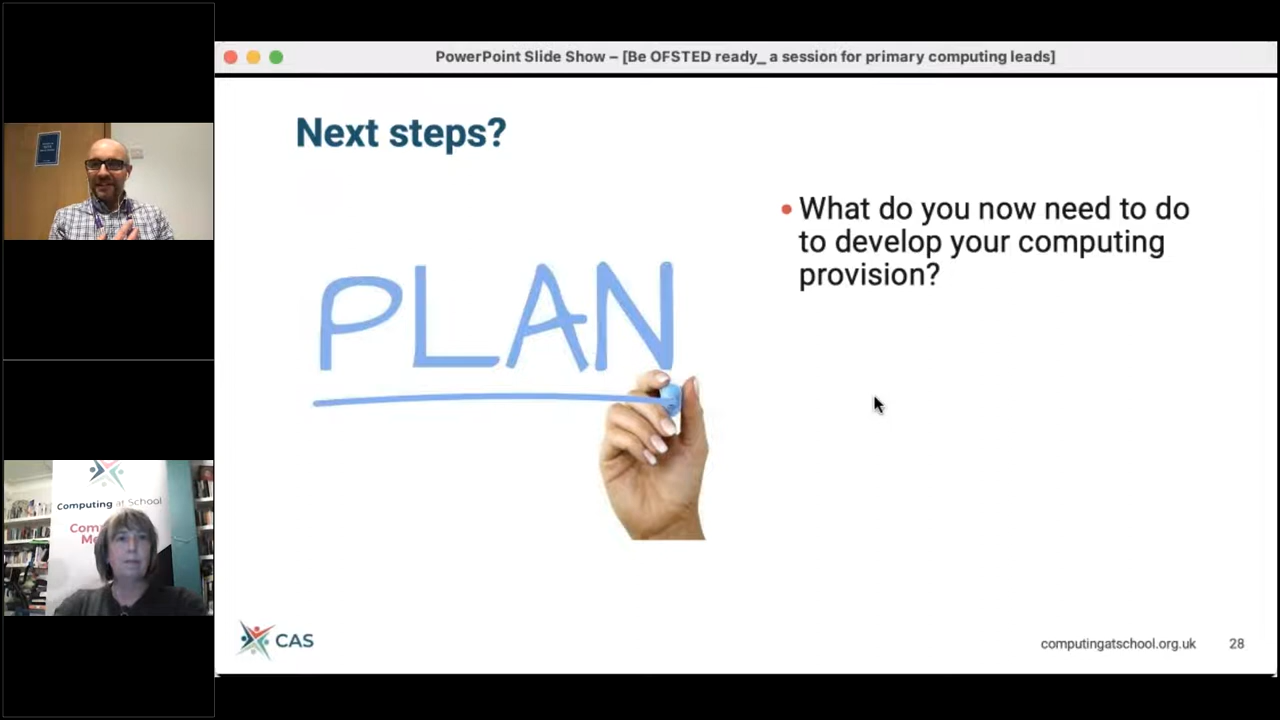 PowerPoint Slide Show – [Be OFSTED ready_ a session for primary computing leads]
Next steps?
PLAN
• What do you now need to do
to develop your computing
provision?
Computing at School
CAS
computingatschool.org.uk
28